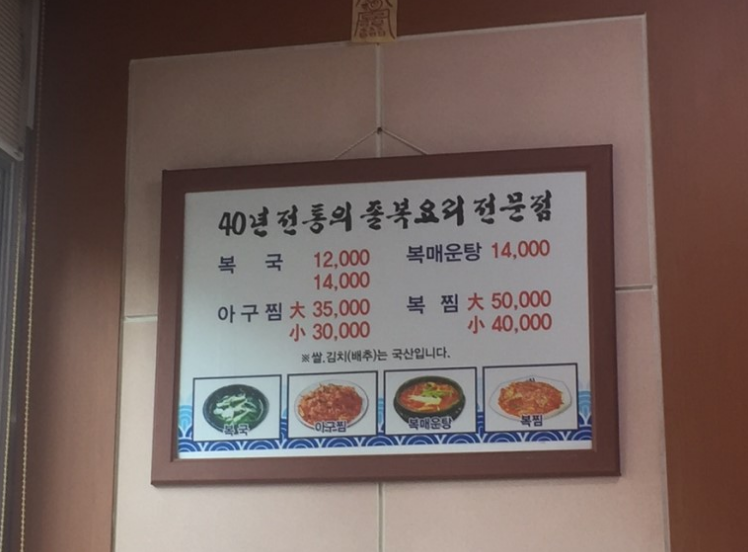 40년 전통의 쫄복요리 전문점
복 국 12,000 복매운탕 14,000
14,000
아구찜 大 35,000 복 찜 大 50,000
小 30,000 小 40,000
※쌀,김치(배추)는 국산입니다.
복국 아구찜 복매운탕 복찜